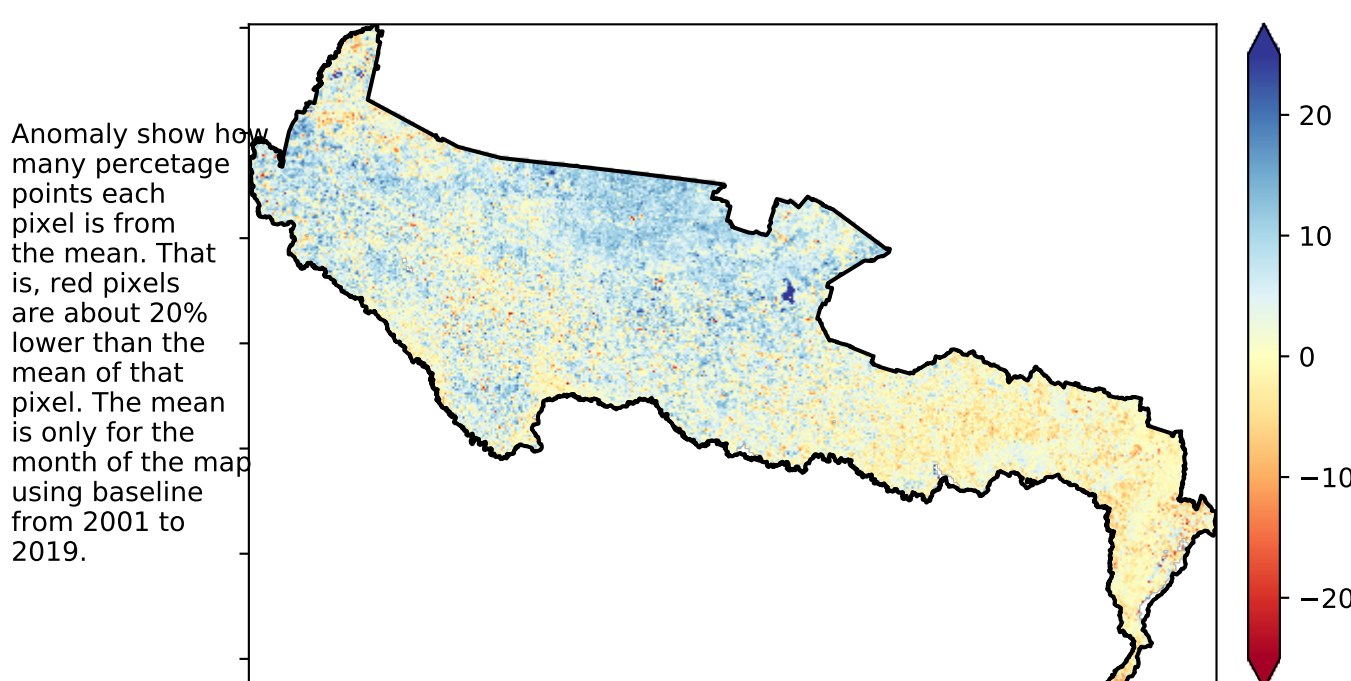 Anomaly show how
many percetage
points each
pixel is from
the mean. That
is, red pixels
are about 20%
lower than the
mean of that
pixel. The mean
is only for the
month of the map
using baseline
from 2001 to
2019.
20
10
0
−10
−20